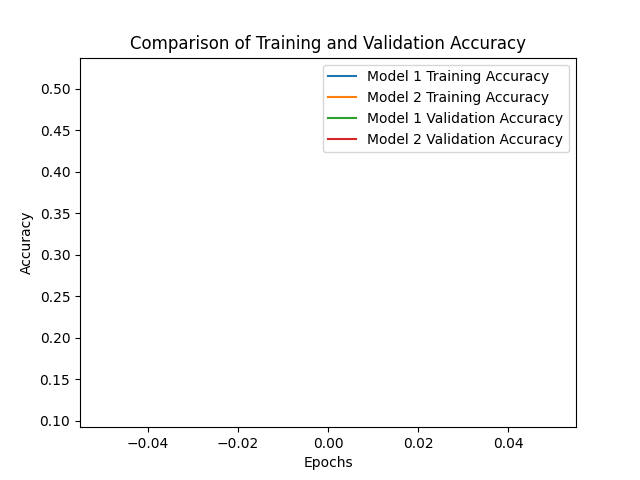 Comparison of Training and Validation Accuracy
Model 1 Training Accuracy
Model 2 Training Accuracy
Model 1 Validation Accuracy
Model 2 Validation Accuracy
0.50
0.45
0.40
0.35
0.30
0.25
0.20
0.15
0.10
Accuracy
−0.04 −0.02 0.00 0.02 0.04
Epochs